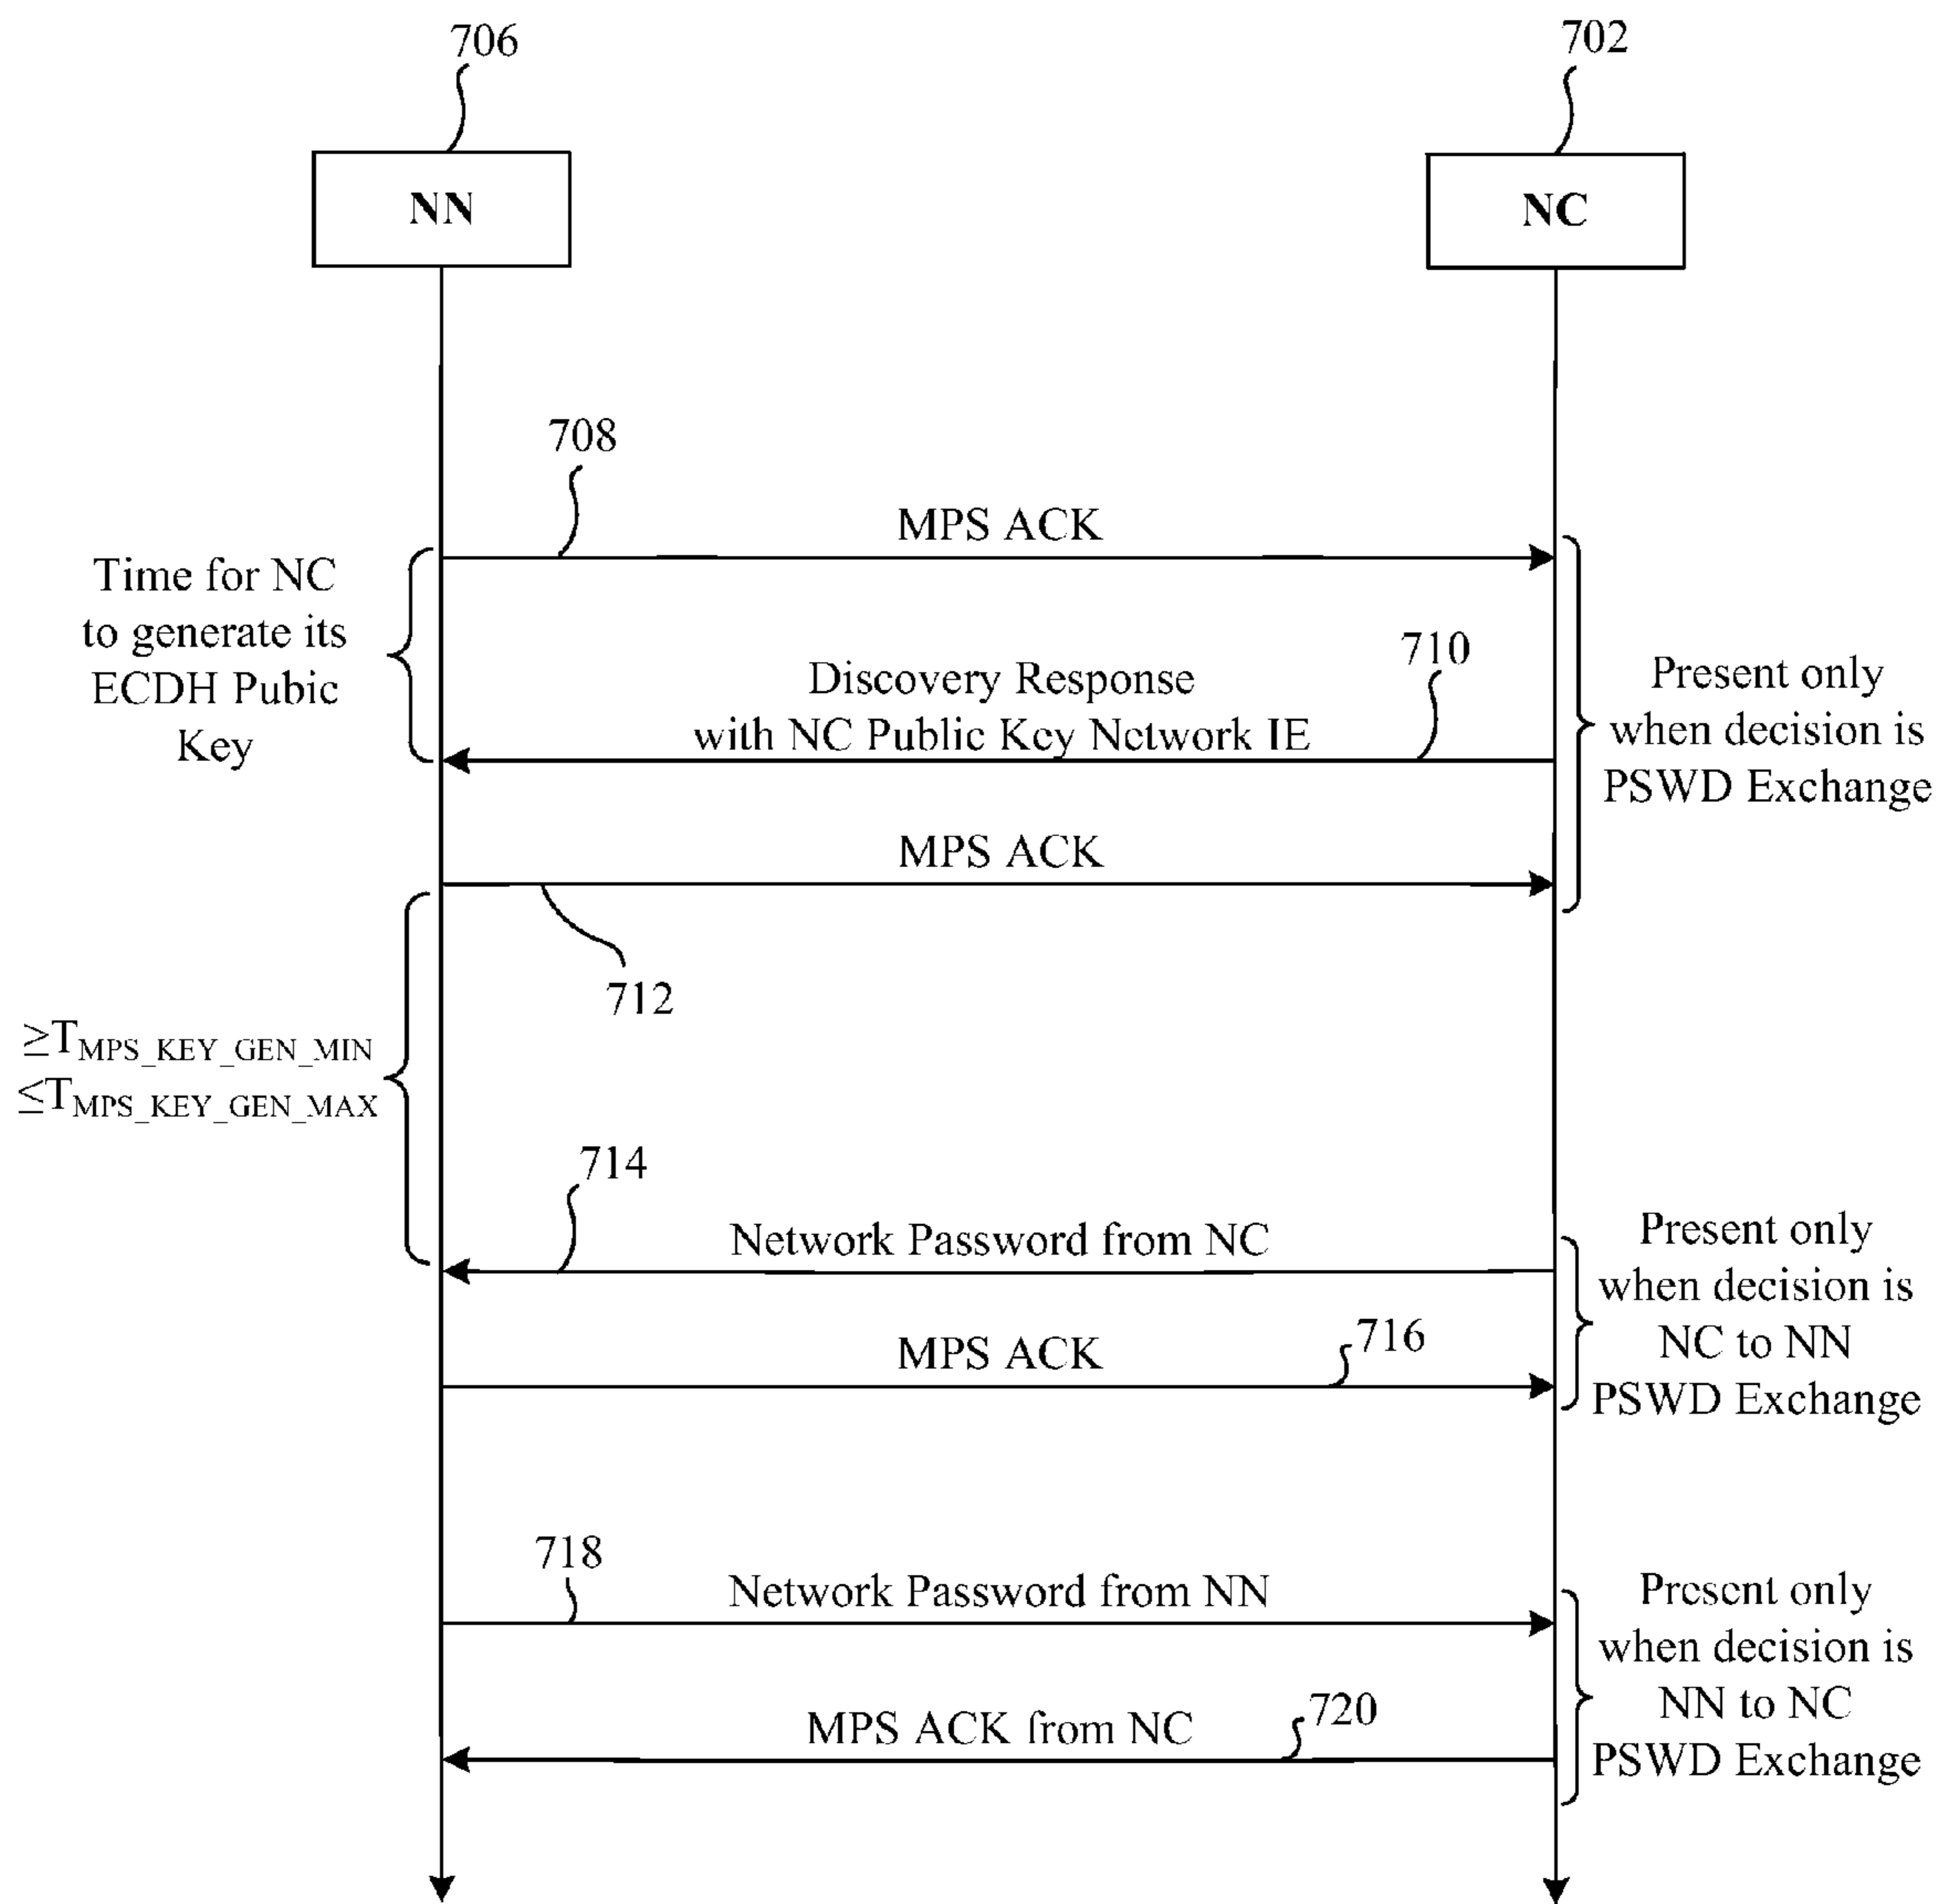 706
702
NN
NC
708
MPS ACK
Time for NC
to generate its
ECDH Pubic
Key
710
Discovery Response
with NC Public Key Network IE
Present only
when decision is
PSWD Exchange
MPS ACK
712
≥TMPS_KEY_GEN_MIN
≤TMPS_KEY_GEN_MAX
714
Network Password from NC
Present only
when decision is
NC to NN
PSWD Exchange
716
MPS ACK
718
Network Password from NN
Present only
when decision is
NN to NC
PSWD Exchange
720
MPS ACK from NC